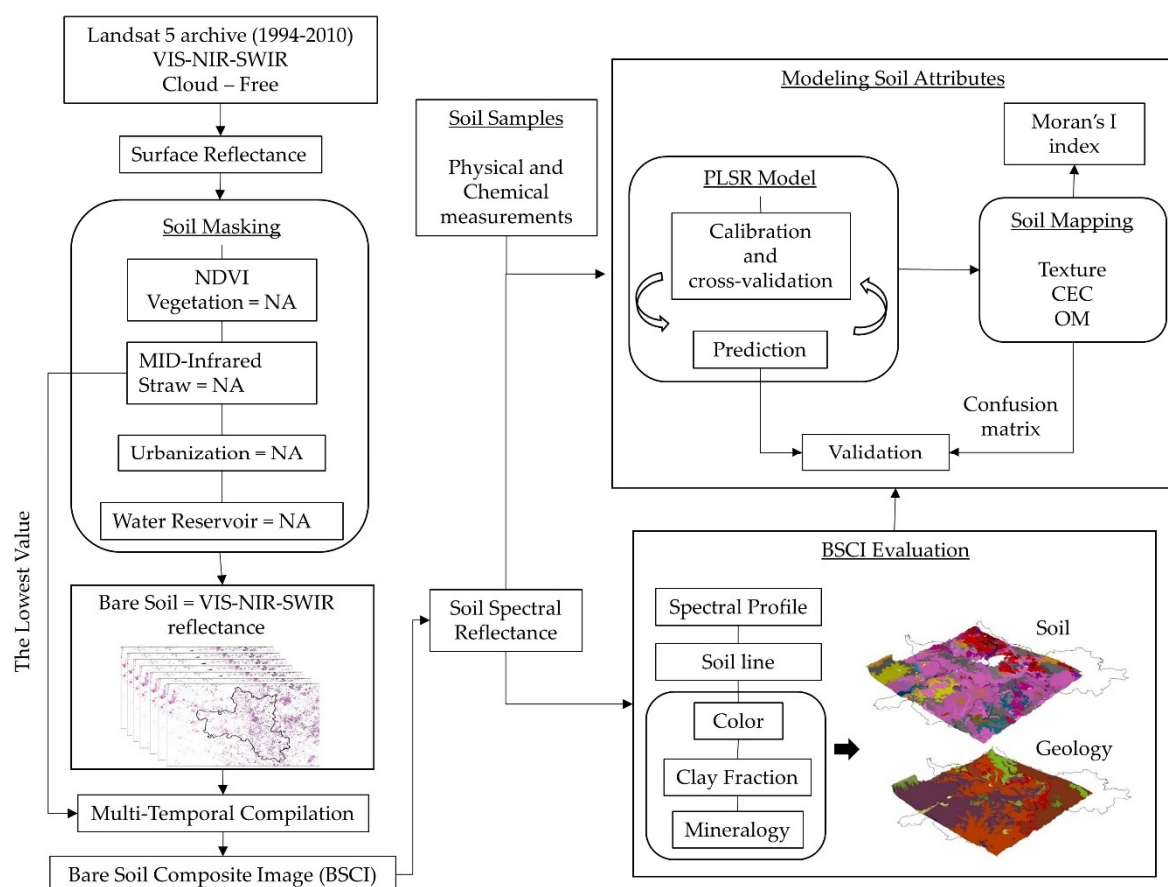 Landsat 5 archive (1994-2010)
VIS-NIR-SWIR
Cloud – Free
Surface Reflectance
Soil Masking
NDVI
Vegetation = NA
MID-Infrared
Straw = NA
Urbanization = NA
Water Reservoir = NA
The Lowest Value
Bare Soil = VIS-NIR-SWIR
reflectance
Multi-Temporal Compilation
Bare Soil Composite Image (BSCI)
Soil Samples
Physical and
Chemical
measurements
Soil Spectral
Reflectance
Modeling Soil Attributes
PLSR Model
Calibration
and
cross-validation
Prediction
Moran's I
index
Soil Mapping
Texture
CEC
OM
Confusion
matrix
Validation
BSCI Evaluation
Spectral Profile
Soil line
Color
Clay Fraction
Mineralogy
Soil
Geology